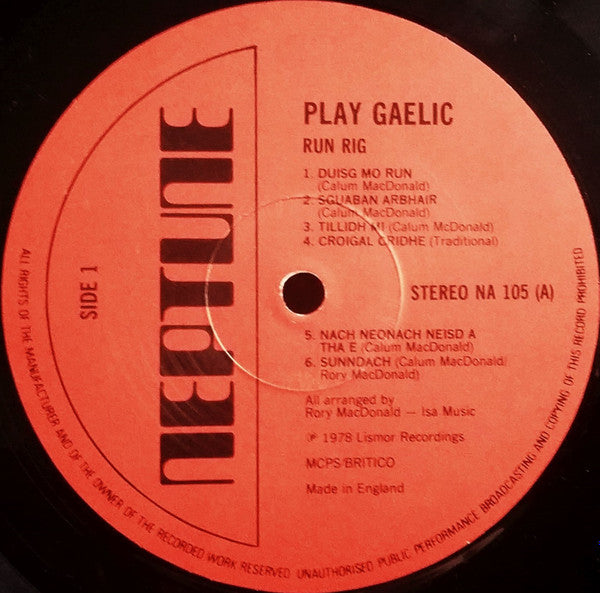 NEPTUNE
SIDE 1
PLAY GAELIC
RUN RIG
1. DUISG MO RUN
(Calum MacDonald)
2. SGUABAN ARBHAIR
(Calum MacDonald)
3. TILLIDH MI (Calum McDonald)
4. CROIGAL CRIDHE (Traditional)
STEREO NA 105 (A)
5. NACH NEONACH NEISD A
THA E (Calum MacDonald)
6. SUNNDACH (Calum MacDonald/
Rory MacDonald)
All arranged by
Rory MacDonald — Isa Music
℗ 1978 Lismor Recordings
MCPS/BRITICO
Made in England
ALL RIGHTS OF THE MANUFACTURER AND OF THE OWNER OF THE RECORDED WORK RESERVED UNAUTHORISED PUBLIC PERFORMANCE BROADCASTING AND COPYING OF THIS RECORD PROHIBITED